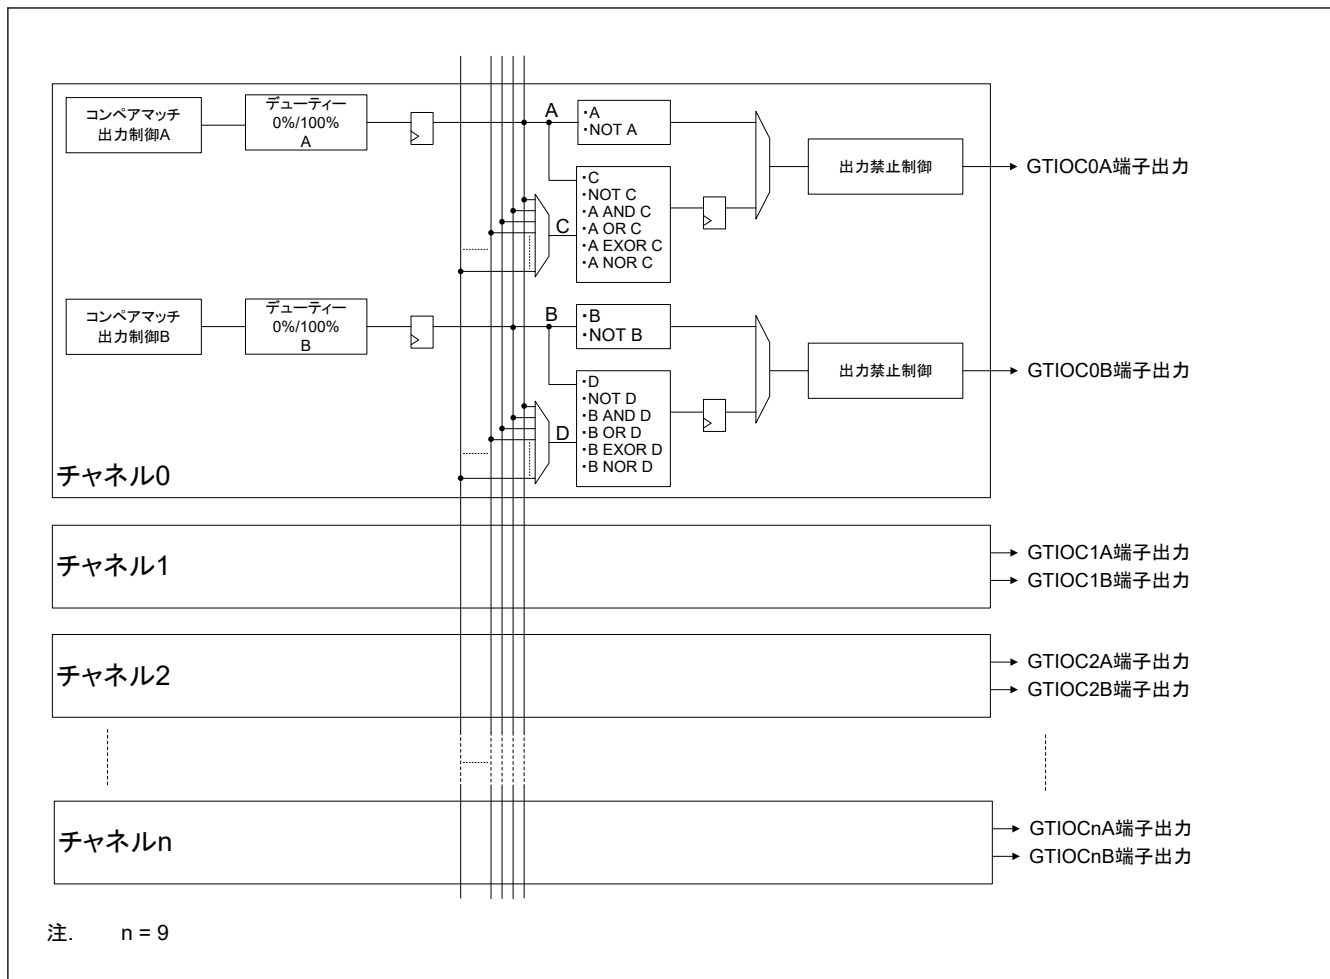 コンペアマッチ
出力制御A
デューティー
0%/100%
A
A
・A
・NOT A
・C
・NOT C
・A AND C
・A OR C
・A EXOR C
・A NOR C
C
出力禁止制御
GTIOC0A端子出力
コンペアマッチ
出力制御B
デューティー
0%/100%
B
B
・B
・NOT B
・D
・NOT D
・B AND D
・B OR D
・B EXOR D
・B NOR D
D
出力禁止制御
GTIOC0B端子出力
チャネル0
チャネル1
GTIOC1A端子出力
GTIOC1B端子出力
チャネル2
GTIOC2A端子出力
GTIOC2B端子出力
チャネルn
GTIOCnA端子出力
GTIOCnB端子出力
注. n = 9